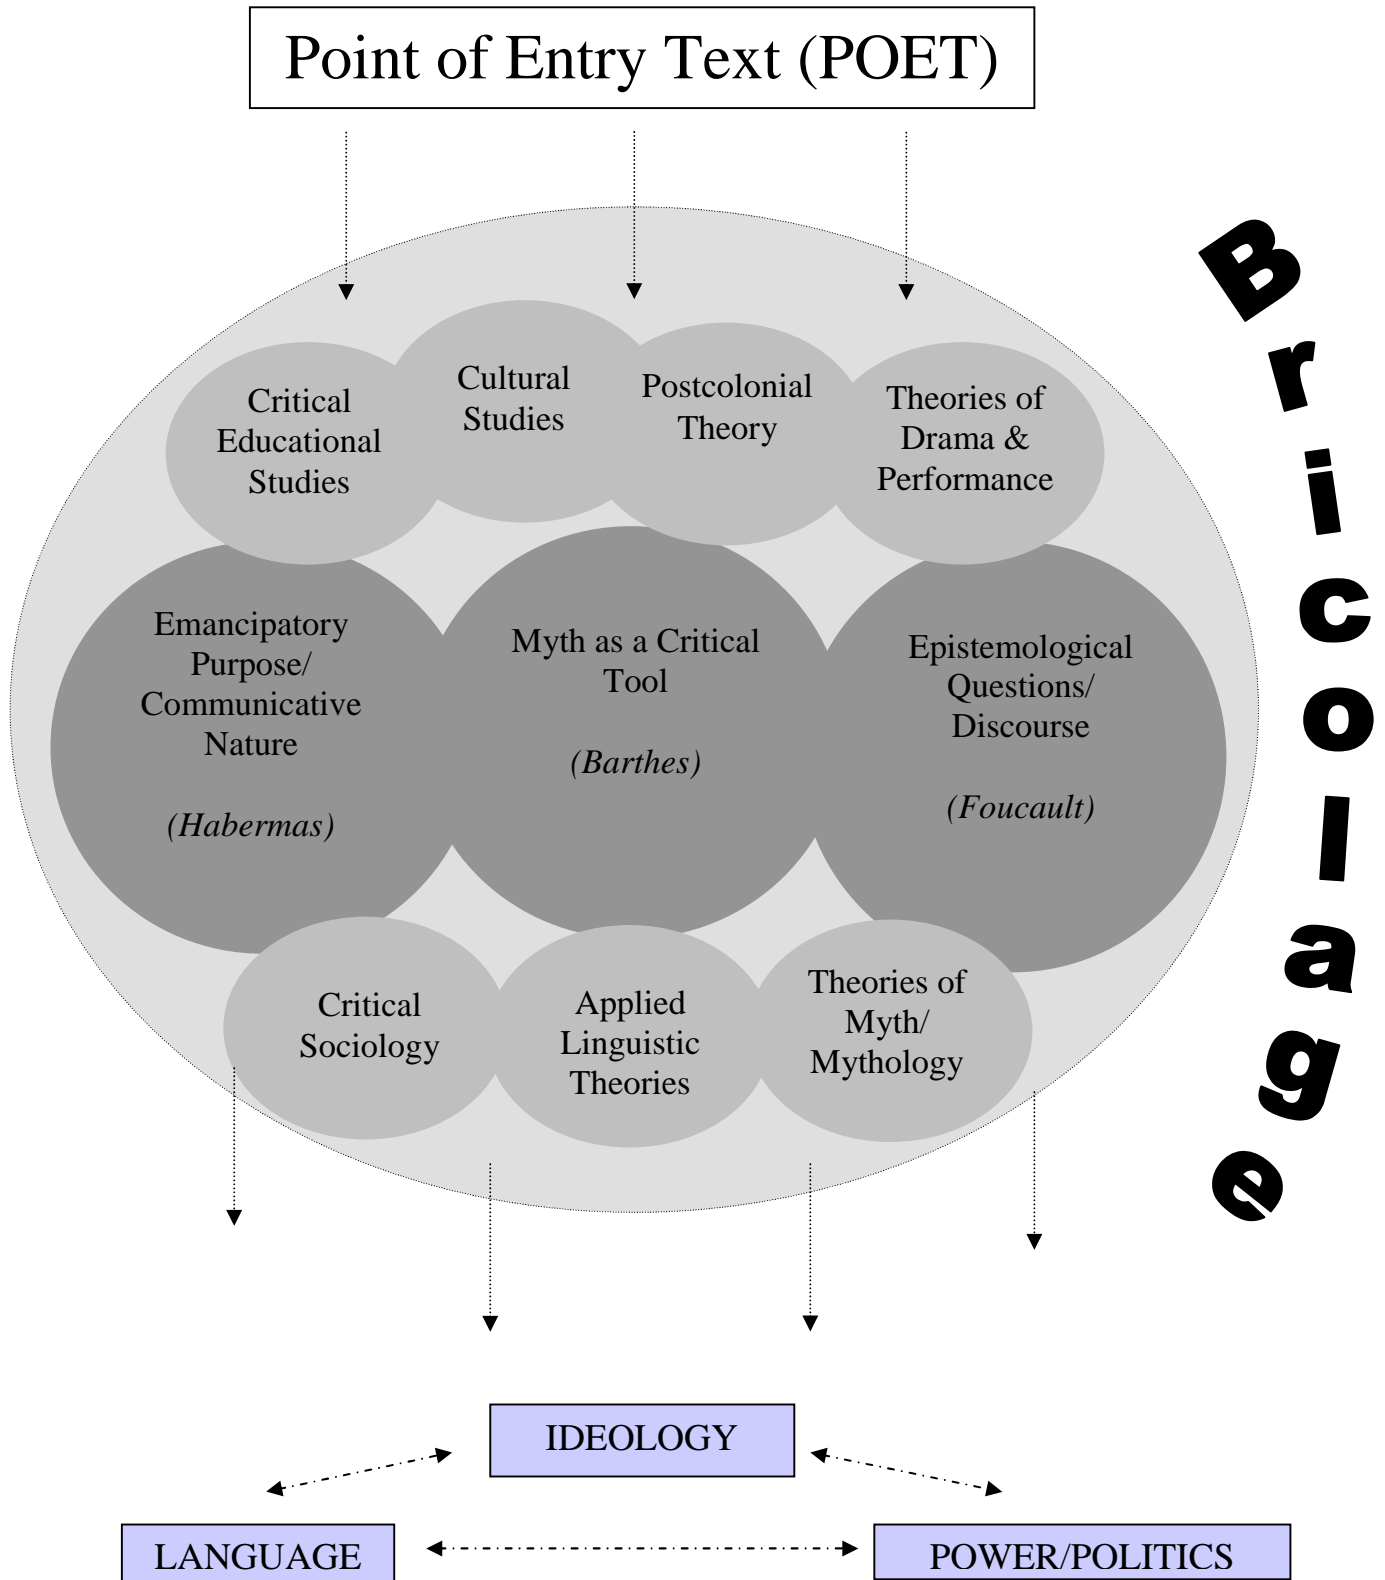 Point of Entry Text (POET)
Critical
Educational
Studies
Cultural
Studies
Postcolonial
Theory
Theories of
Drama &
Performance
Emancipatory
Purpose/
Communicative
Nature
(Habermas)
Myth as a Critical
Tool
(Barthes)
Epistemological
Questions/
Discourse
(Foucault)
Critical
Sociology
Applied
Linguistic
Theories
Theories of
Myth/
Mythology
Bricolage
IDEOLOGY
LANGUAGE
POWER/POLITICS